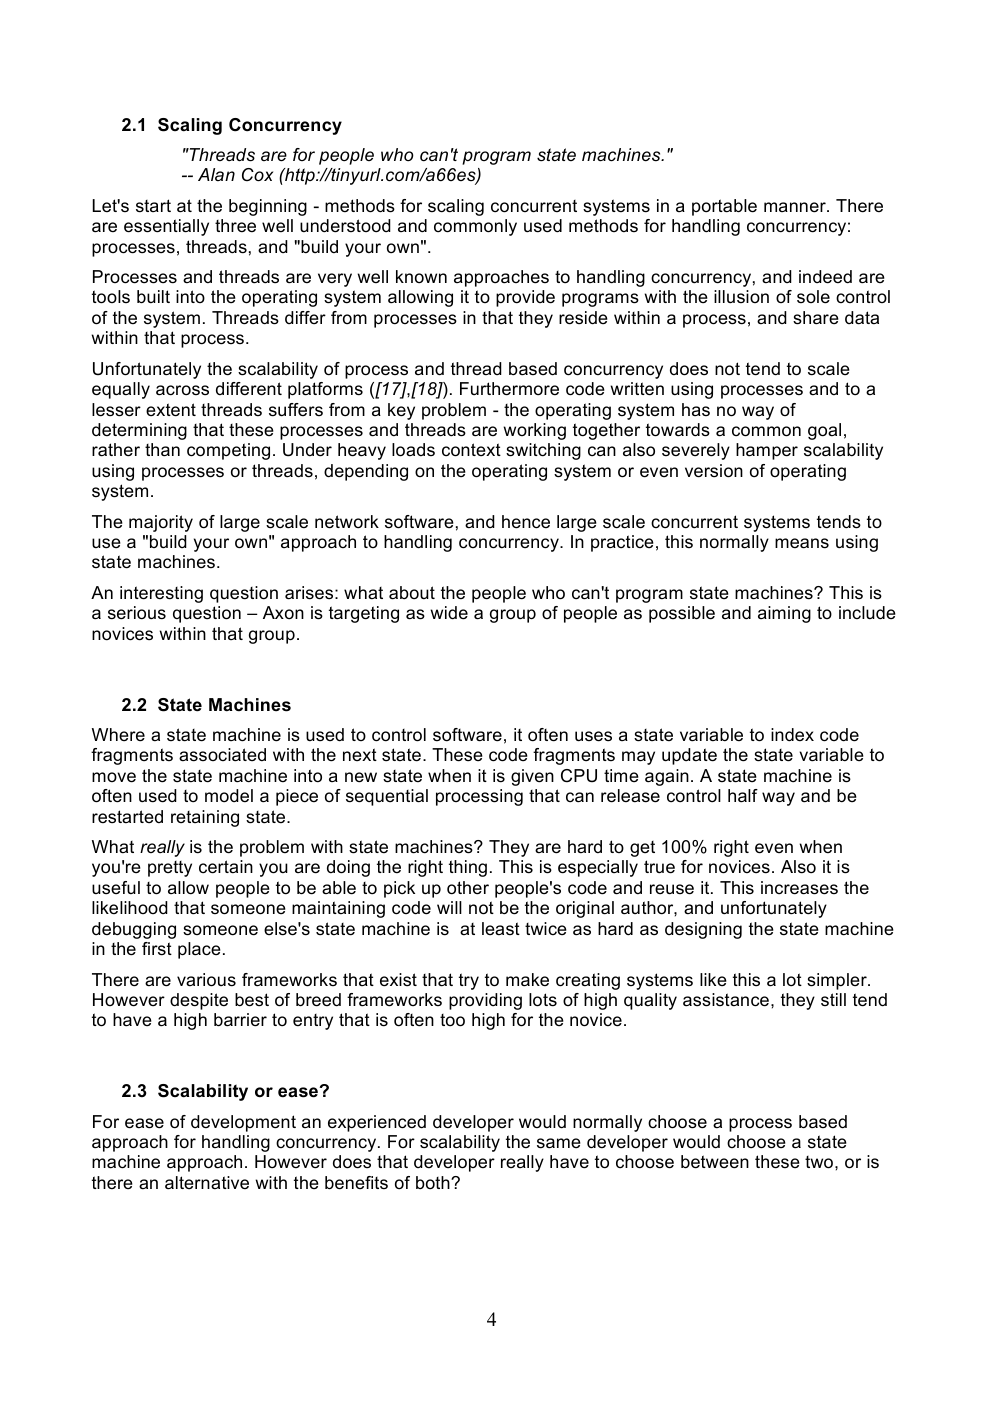 2.1 Scaling Concurrency
"Threads are for people who can't program state machines."
-- Alan Cox (http://tinyurl.com/a66es)
Let's start at the beginning - methods for scaling concurrent systems in a portable manner. There
are essentially three well understood and commonly used methods for handling concurrency:
processes, threads, and "build your own".
Processes and threads are very well known approaches to handling concurrency, and indeed are
tools built into the operating system allowing it to provide programs with the illusion of sole control
of the system. Threads differ from processes in that they reside within a process, and share data
within that process.
Unfortunately the scalability of process and thread based concurrency does not tend to scale
equally across different platforms ([17],[18]). Furthermore code written using processes and to a
lesser extent threads suffers from a key problem - the operating system has no way of
determining that these processes and threads are working together towards a common goal,
rather than competing. Under heavy loads context switching can also severely hamper scalability
using processes or threads, depending on the operating system or even version of operating
system.
The majority of large scale network software, and hence large scale concurrent systems tends to
use a "build your own" approach to handling concurrency. In practice, this normally means using
state machines.
An interesting question arises: what about the people who can't program state machines? This is
a serious question – Axon is targeting as wide a group of people as possible and aiming to include
novices within that group.
2.2 State Machines
Where a state machine is used to control software, it often uses a state variable to index code
fragments associated with the next state. These code fragments may update the state variable to
move the state machine into a new state when it is given CPU time again. A state machine is
often used to model a piece of sequential processing that can release control half way and be
restarted retaining state.
What really is the problem with state machines? They are hard to get 100% right even when
you're pretty certain you are doing the right thing. This is especially true for novices. Also it is
useful to allow people to be able to pick up other people's code and reuse it. This increases the
likelihood that someone maintaining code will not be the original author, and unfortunately
debugging someone else's state machine is  at least twice as hard as designing the state machine
in the first place.
There are various frameworks that exist that try to make creating systems like this a lot simpler.
However despite best of breed frameworks providing lots of high quality assistance, they still tend
to have a high barrier to entry that is often too high for the novice.
2.3 Scalability or ease?
For ease of development an experienced developer would normally choose a process based
approach for handling concurrency. For scalability the same developer would choose a state
machine approach. However does that developer really have to choose between these two, or is
there an alternative with the benefits of both?
4